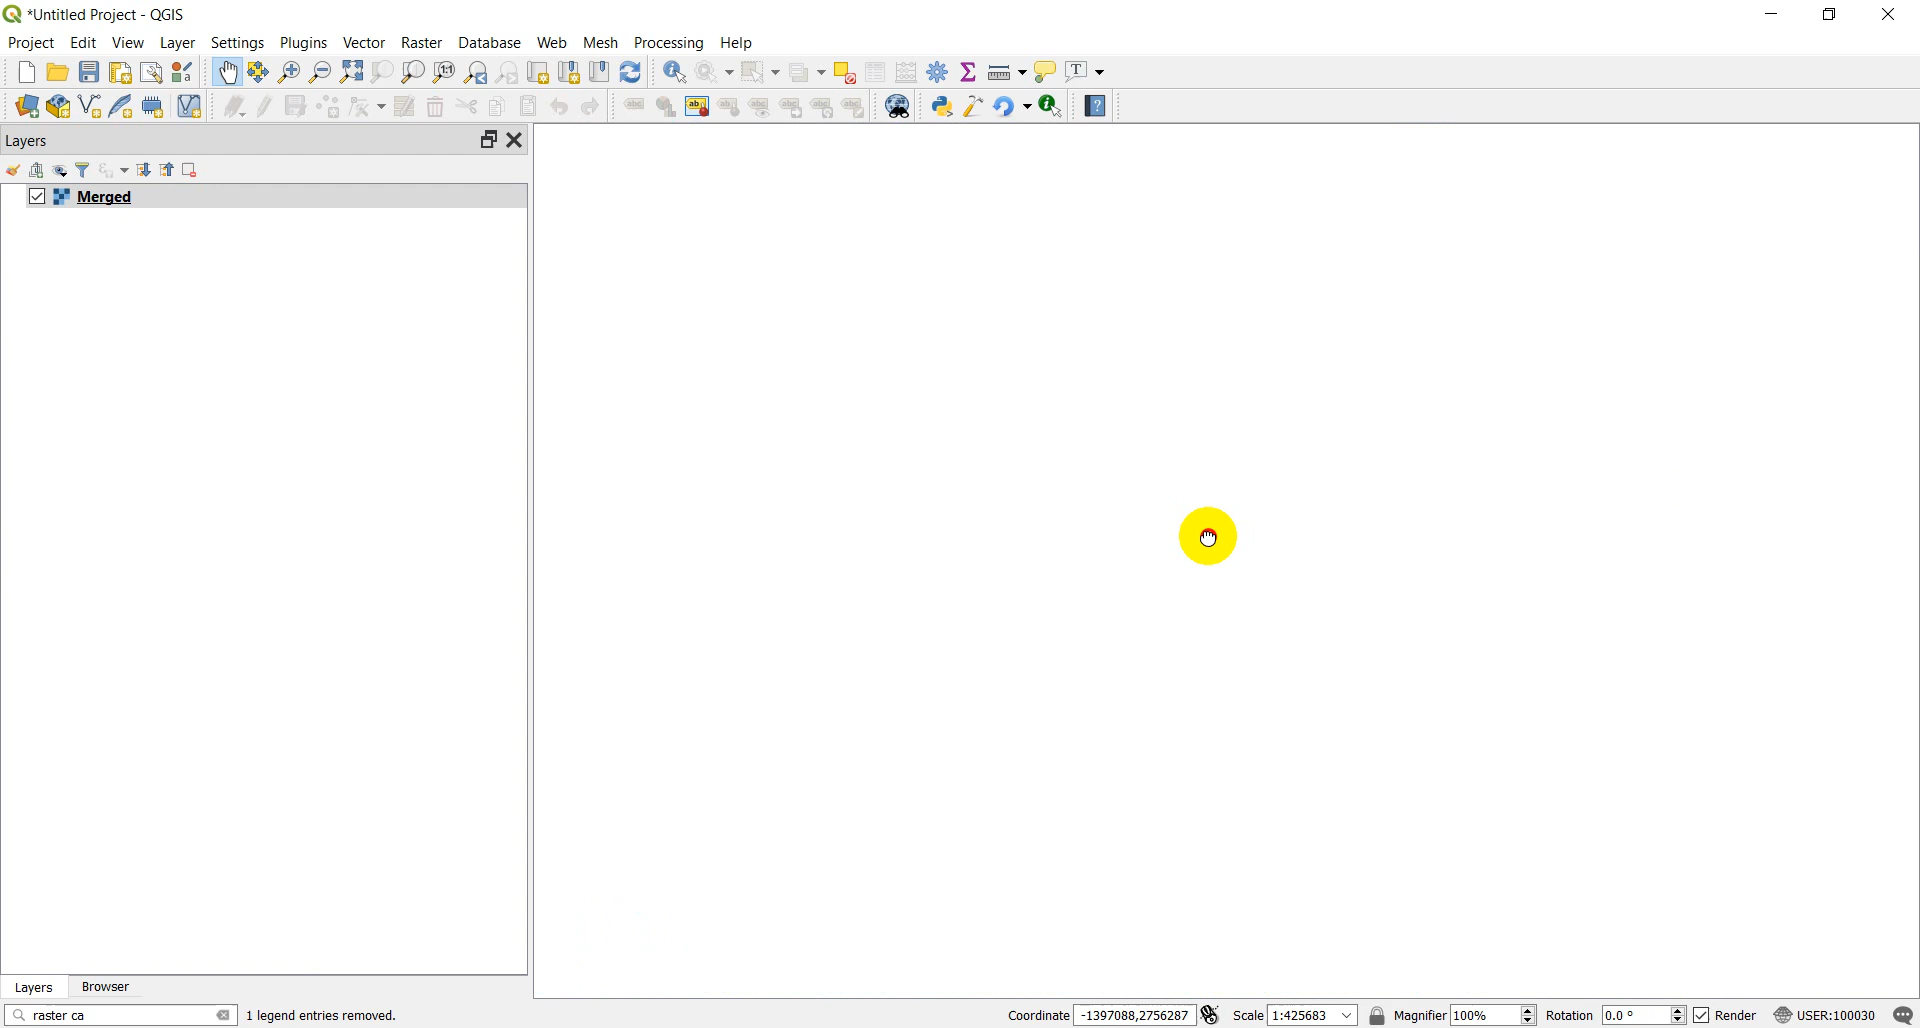 *Untitled Project - QGIS
Project Edit View Layer Settings Plugins Vector Raster Database Web Mesh Processing Help
Layers
Merged
Layers Browser
raster ca 1 legend entries removed. Coordinate -1397088,2756287 Scale 1:425683 Magnifier 100% Rotation 0.0 ° Render USER:100030